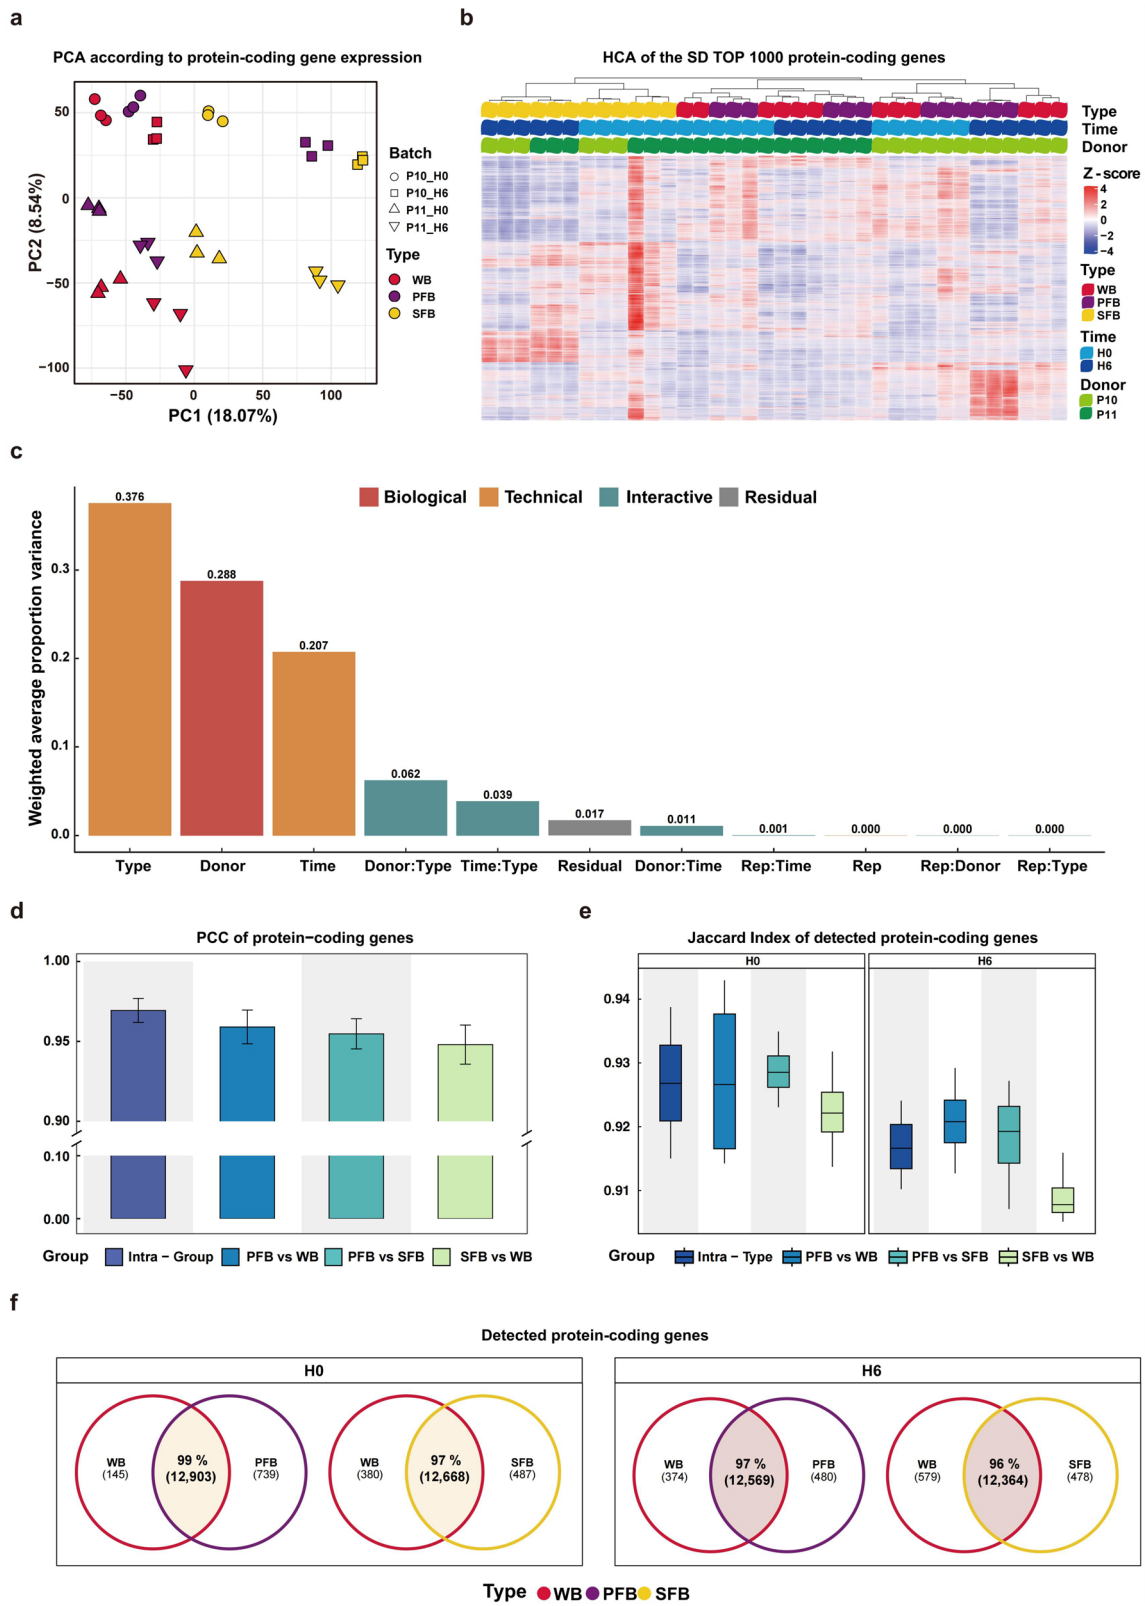 a
PCA according to protein-coding gene expression
PC2 (8.54%)
50
0
−50
−100
−50
0
50
100
PC1 (18.07%)
Batch
P10_H0
P10_H6
P11_H0
P11_H6
Type
WB
PFB
SFB
b
HCA of the SD TOP 1000 protein-coding genes
Type
Time
Donor
Z - score
4
2
0
−2
−4
Type
WB
PFB
SFB
Time
H0
H6
Donor
P10
P11
c
Biological Technical Interactive Residual
Weighted average proportion variance
0.3
0.2
0.1
0.0
0.376
0.288
0.207
0.062
0.039
0.017
0.011
0.001
0.000
0.000
0.000
Type Donor Time Donor:Type Time:Type Residual Donor:Time Rep:Time Rep Rep:Donor Rep:Type
d
PCC of protein−coding genes
1.00
0.95
0.90
0.10
0.00
Group Intra − Group PFB vs WB PFB vs SFB SFB vs WB
e
Jaccard Index of detected protein-coding genes
H0 H6
0.94
0.93
0.92
0.91
Group Intra − Type PFB vs WB PFB vs SFB SFB vs WB
f
Detected protein-coding genes
H0
WB
(145)
99 %
(12,903)
PFB
(739)
WB
(380)
97 %
(12,668)
SFB
(487)
H6
WB
(374)
97 %
(12,569)
PFB
(480)
WB
(579)
96 %
(12,364)
SFB
(478)
Type WB PFB SFB